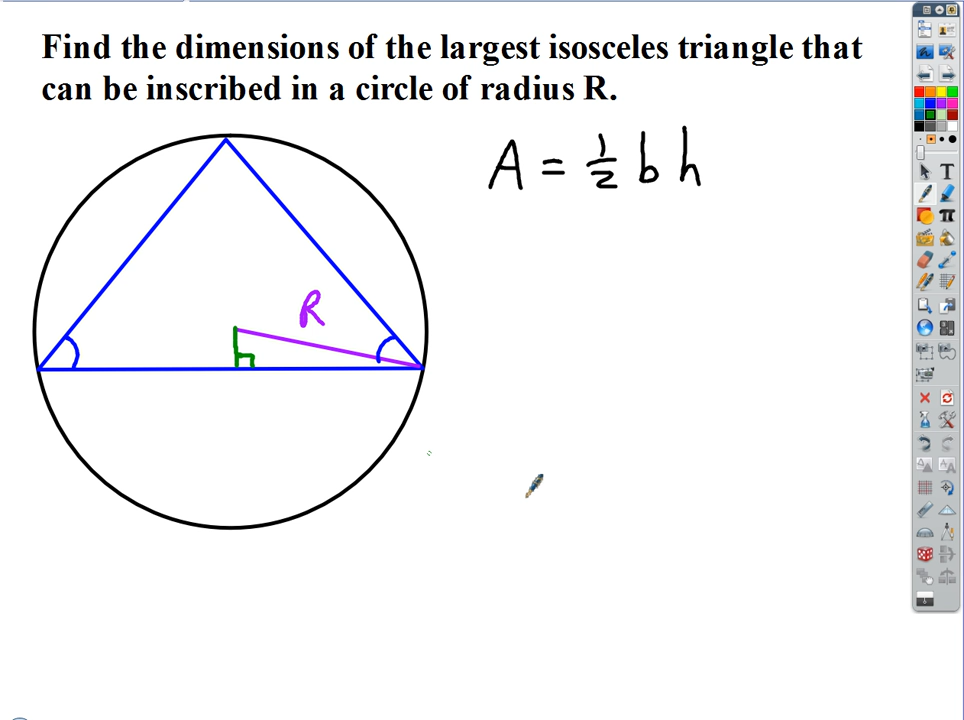 Find the dimensions of the largest isosceles triangle that
can be inscribed in a circle of radius R.
A = 1/2 b h
R
T
π